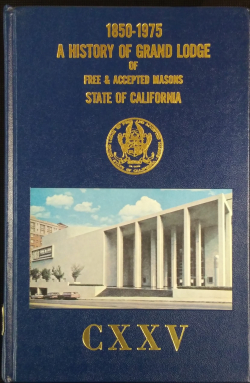 1850-1975
A HISTORY OF GRAND LODGE
OF
FREE & ACCEPTED MASONS
STATE OF CALIFORNIA
CXXV